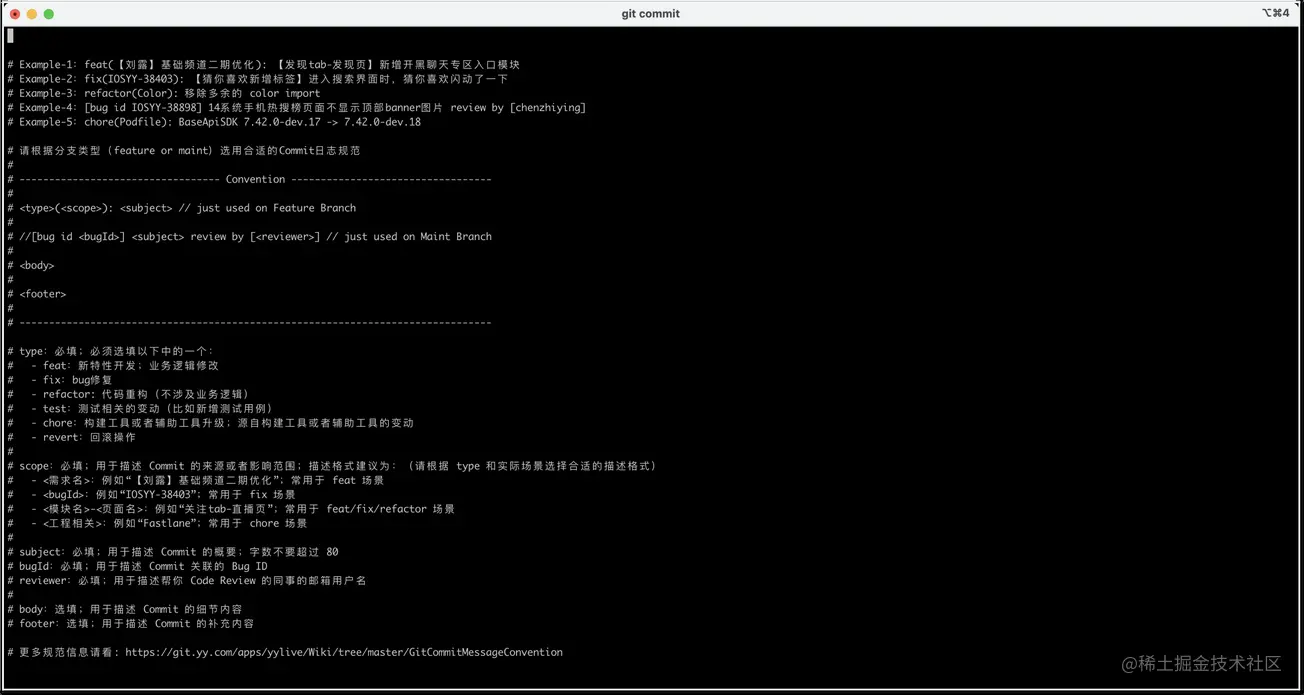 git commit
⌥⌘4
# Example-1: feat(【刘露】基础频道二期优化): 【发现tab-发现页】新增开黑聊天专区入口模块
# Example-2: fix(IOSYY-38403): 【猜你喜欢新增标签】进入搜索界面时，猜你喜欢闪动了一下
# Example-3: refactor(Color): 移除多余的 color import
# Example-4: [bug id IOSYY-38898] 14系统手机热搜榜页面不显示顶部banner图片 review by [chenzhiying]
# Example-5: chore(Podfile): BaseApiSDK 7.42.0-dev.17 -> 7.42.0-dev.18
# 请根据分支类型（feature or maint）选用合适的Commit日志规范
#
# ---------------------------------- Convention ----------------------------------
#
# <type>(<scope>): <subject> // just used on Feature Branch
#
# //[bug id <bugId>] <subject> review by [<reviewer>] // just used on Maint Branch
#
# <body>
#
# <footer>
#
# --------------------------------------------------------------------------------
# type: 必填；必须选填以下中的一个：
#   - feat: 新特性开发；业务逻辑修改
#   - fix: bug修复
#   - refactor: 代码重构（不涉及业务逻辑）
#   - test: 测试相关的变动（比如新增测试用例）
#   - chore: 构建工具或者辅助工具升级；源自构建工具或者辅助工具的变动
#   - revert: 回滚操作
#
# scope: 必填；用于描述 Commit 的来源或者影响范围；描述格式建议为：（请根据 type 和实际场景选择合适的描述格式）
#   - <需求名>: 例如“【刘露】基础频道二期优化”；常用于 feat 场景
#   - <bugId>: 例如“IOSYY-38403”；常用于 fix 场景
#   - <模块名>-<页面名>: 例如“关注tab-直播页”；常用于 feat/fix/refactor 场景
#   - <工程相关>: 例如“Fastlane”；常用于 chore 场景
#
# subject: 必填；用于描述 Commit 的概要；字数不要超过 80
# bugId: 必填；用于描述 Commit 关联的 Bug ID
# reviewer: 必填；用于描述帮你 Code Review 的同事的邮箱用户名
#
# body: 选填；用于描述 Commit 的细节内容
# footer: 选填；用于描述 Commit 的补充内容
# 更多规范信息请看: https://git.yy.com/apps/yylive/Wiki/tree/master/GitCommitMessageConvention
@稀土掘金技术社区